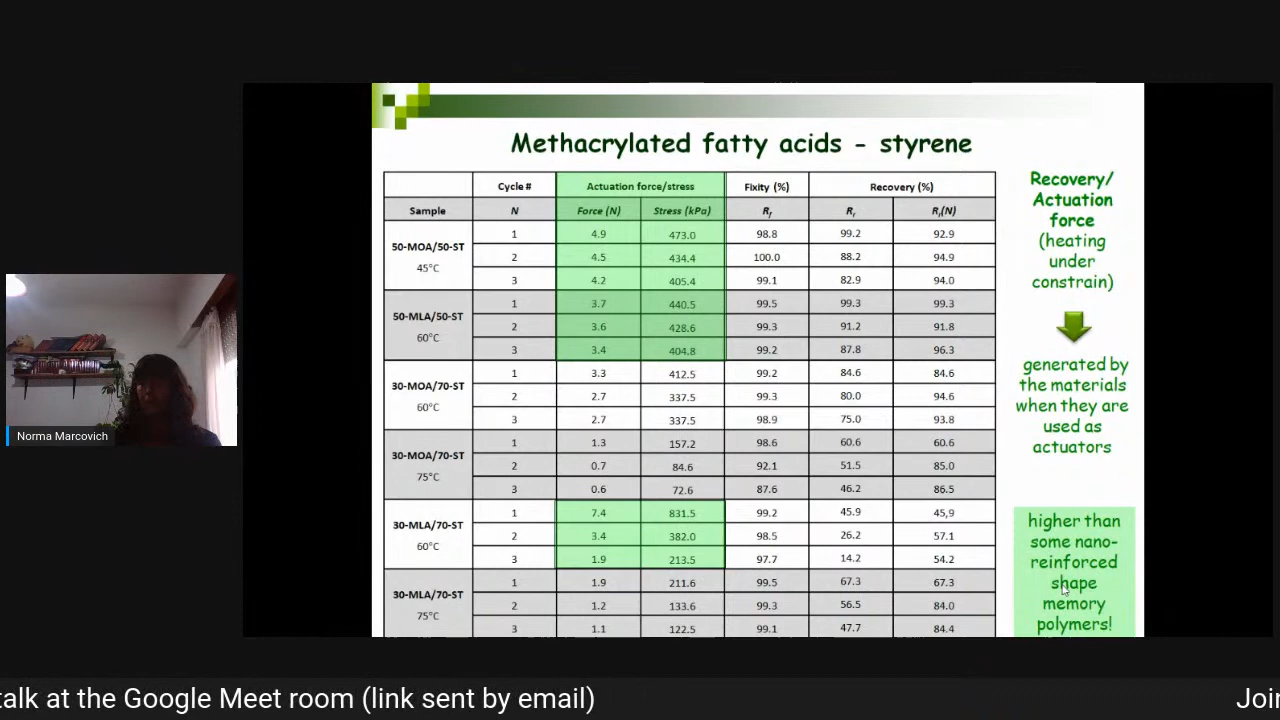 Methacrylated fatty acids - styrene
Cycle # Actuation force/stress Fixity (%) Recovery (%)
Sample N Force (N) Stress (kPa) Rf Rr Rr(N)
50-MOA/50-ST 45°C
1 4.9 473.0 98.8 99.2 92.9
2 4.5 434.4 100.0 88.2 94.9
3 4.2 405.4 99.1 82.9 94.0
50-MLA/50-ST 60°C
1 3.7 440.5 99.5 99.3 99.3
2 3.6 428.6 99.3 91.2 91.8
3 3.4 404.8 99.2 87.8 96.3
30-MOA/70-ST 60°C
1 3.3 412.5 99.2 84.6 84.6
2 2.7 337.5 99.3 80.0 94.6
3 2.7 337.5 98.9 75.0 93.8
30-MOA/70-ST 75°C
1 1.3 157.2 98.6 60.6 60.6
2 0.7 84.6 92.1 51.5 85.0
3 0.6 72.6 87.6 46.2 86.5
30-MLA/70-ST 60°C
1 7.4 831.5 99.2 45.9 45,9
2 3.4 382.0 98.5 26.2 57.1
3 1.9 213.5 97.7 14.2 54.2
30-MLA/70-ST 75°C
1 1.9 211.6 99.5 67.3 67.3
2 1.2 133.6 99.3 56.5 84.0
3 1.1 122.5 99.1 47.7 84.4
Recovery/
Actuation
force
(heating
under
constrain)
generated by
the materials
when they are
used as
actuators
higher than
some nano-
reinforced
shape
memory
polymers!
Norma Marcovich
talk at the Google Meet room (link sent by email)
Join